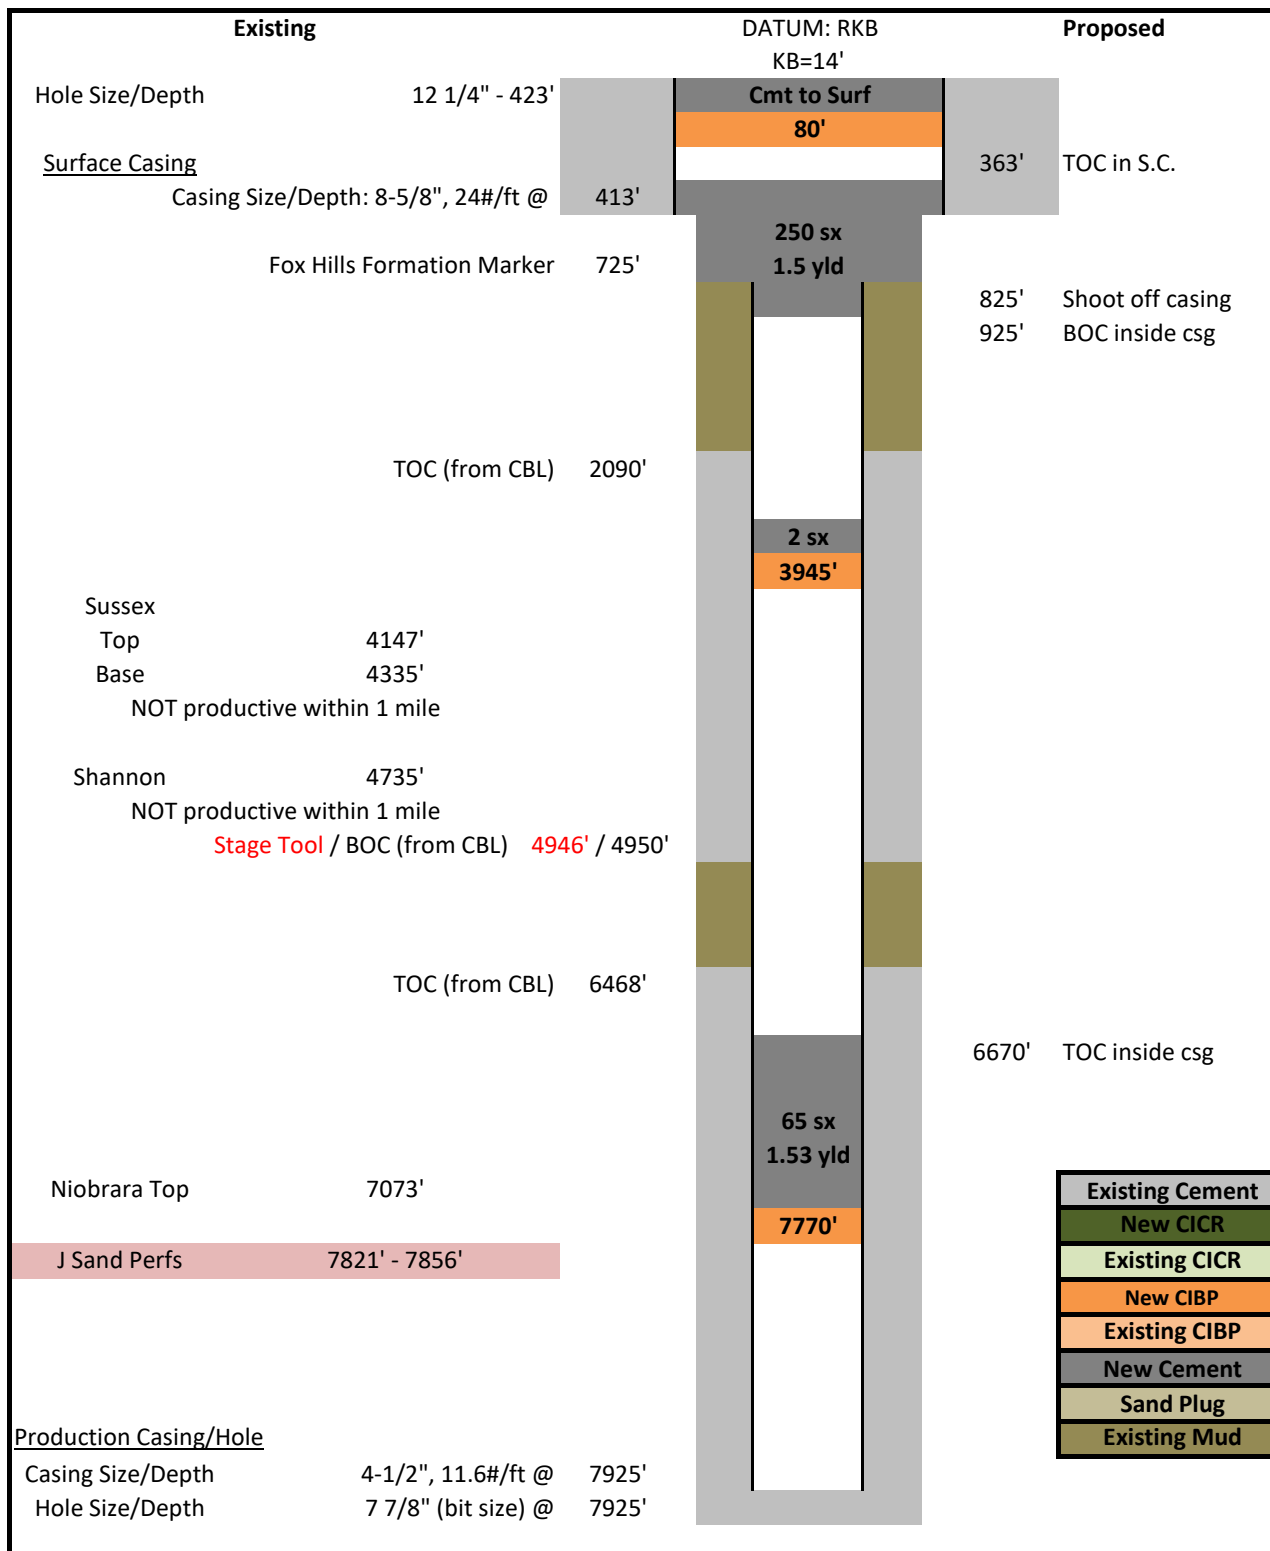 Existing DATUM: RKB Proposed
KB=14'
Hole Size/Depth 12 1/4" - 423' Cmt to Surf
80'
Surface Casing 363' TOC in S.C.
Casing Size/Depth: 8-5/8", 24#/ft @ 413'
250 sx
Fox Hills Formation Marker 725' 1.5 yld
825' Shoot off casing
925' BOC inside csg
TOC (from CBL) 2090'
2 sx
3945'
Sussex
Top 4147'
Base 4335'
NOT productive within 1 mile
Shannon 4735'
NOT productive within 1 mile
Stage Tool / BOC (from CBL) 4946' / 4950'
TOC (from CBL) 6468'
6670' TOC inside csg
65 sx
1.53 yld
Niobrara Top 7073'
7770'
J Sand Perfs 7821' - 7856'
Existing Cement
New CICR
Existing CICR
New CIBP
Existing CIBP
New Cement
Sand Plug
Existing Mud
Production Casing/Hole
Casing Size/Depth 4-1/2", 11.6#/ft @ 7925'
Hole Size/Depth 7 7/8" (bit size) @ 7925'